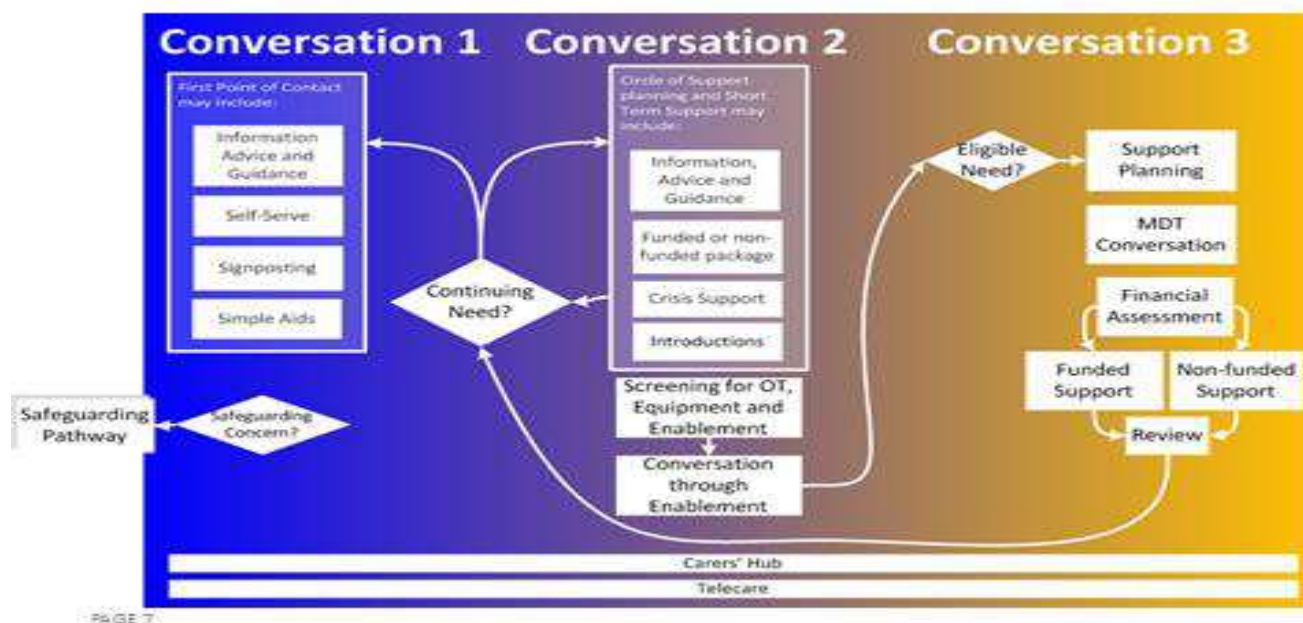 Conversation 1
Conversation 2
Conversation 3
First Point of Contact
may include:
Information
Advice and
Guidance
Self-Serve
Signposting
Simple Aids
Circle of Support
planning and Short
Term Support may
include:
Information,
Advice and
Guidance
Funded or non-
funded package
Crisis Support
Introductions
Continuing
Need?
Eligible
Need?
Support
Planning
MDT
Conversation
Financial
Assessment
Funded
Support
Non-funded
Support
Review
Safeguarding
Pathway
Safeguarding
Concern?
Screening for OT,
Equipment and
Enablement
Conversation
through
Enablement
Carers' Hub
Telecare
PAGE 7